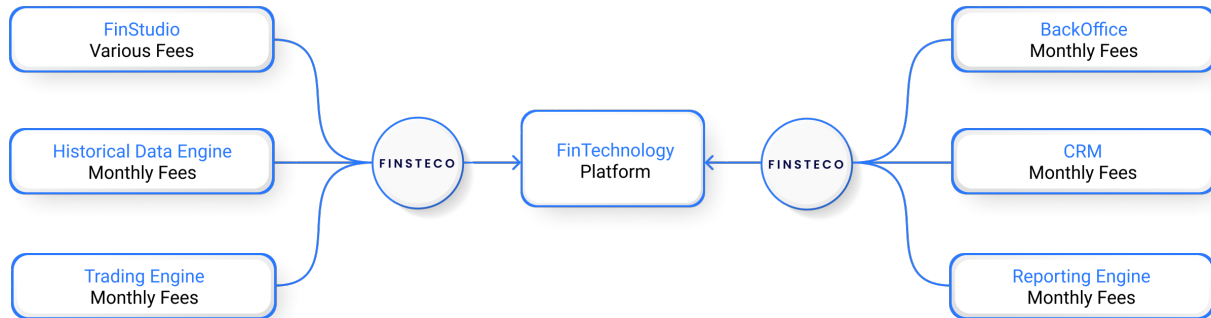 FinStudio
Various Fees
Historical Data Engine
Monthly Fees
Trading Engine
Monthly Fees
FINSTECO
FinTechnology
Platform
FINSTECO
BackOffice
Monthly Fees
CRM
Monthly Fees
Reporting Engine
Monthly Fees